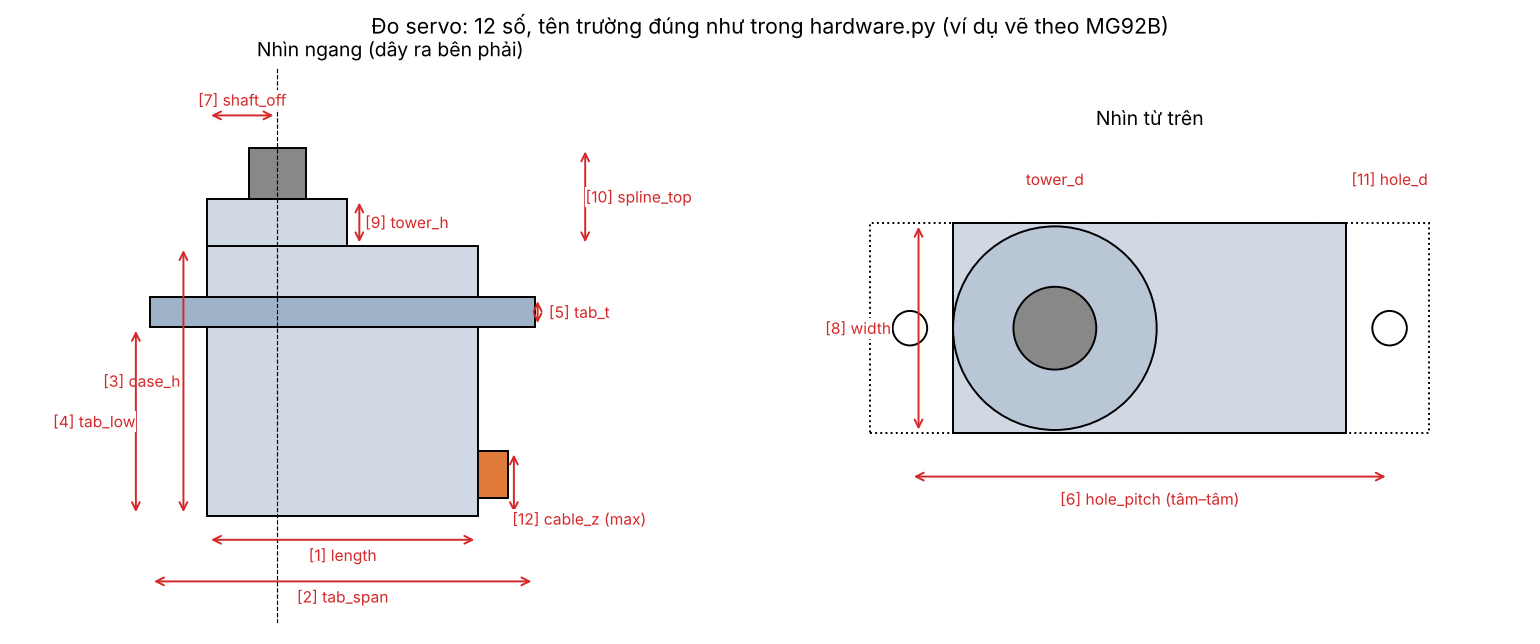 Đo servo: 12 số, tên trường đúng như trong hardware.py (ví dụ vẽ theo MG92B)
Nhìn ngang (dây ra bên phải)
[7] shaft_off
[10] spline_top
[9] tower_h
[5] tab_t
[3] case_h
[4] tab_low
[12] cable_z (max)
[1] length
[2] tab_span
Nhìn từ trên
tower_d
[11] hole_d
[8] width
[6] hole_pitch (tâm–tâm)